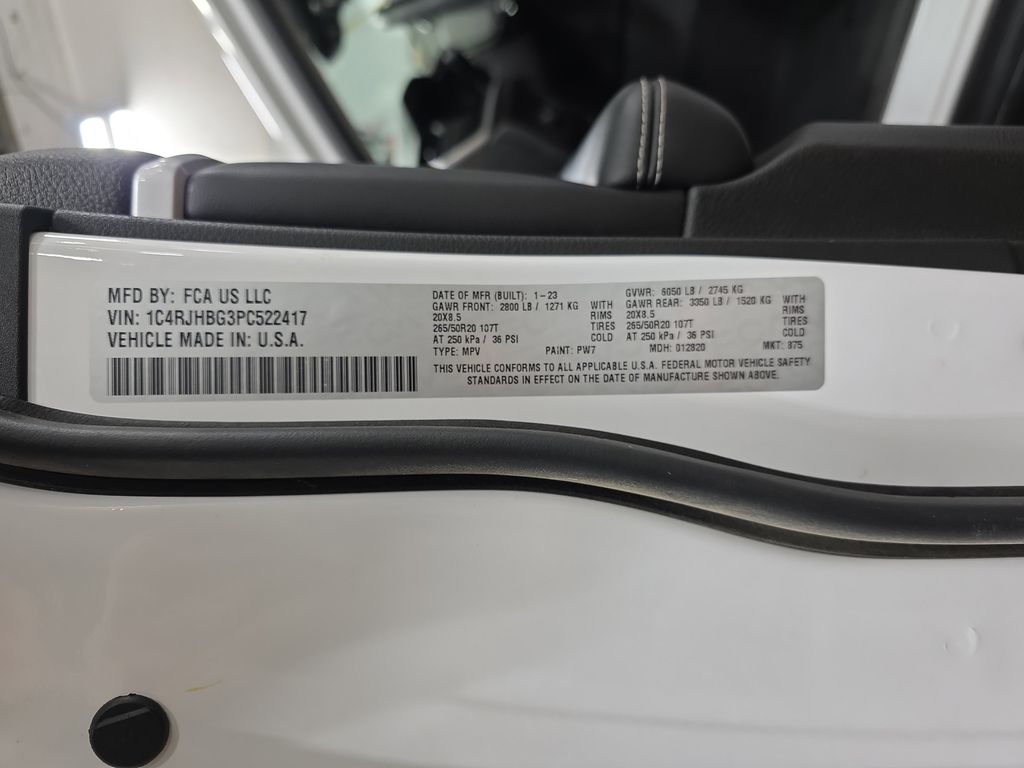 MFD BY: FCA US LLC
VIN: 1C4RJHBG3PC522417
VEHICLE MADE IN: U.S.A.
DATE OF MFR (BUILT): 1-23
GAWR FRONT: 2800 LB / 1271 KG WITH
20X8.5 RIMS
265/50R20 107T TIRES
AT 250 kPa / 36 PSI COLD
TYPE: MPV PAINT: PW7
GVWR: 6050 LB / 2745 KG
GAWR REAR: 3350 LB / 1520 KG WITH
20X8.5 RIMS
265/50R20 107T TIRES
AT 250 kPa / 36 PSI COLD
MDH: 012820 MKT: 875
THIS VEHICLE CONFORMS TO ALL APPLICABLE U.S.A. FEDERAL MOTOR VEHICLE SAFETY
STANDARDS IN EFFECT ON THE DATE OF MANUFACTURE SHOWN ABOVE.